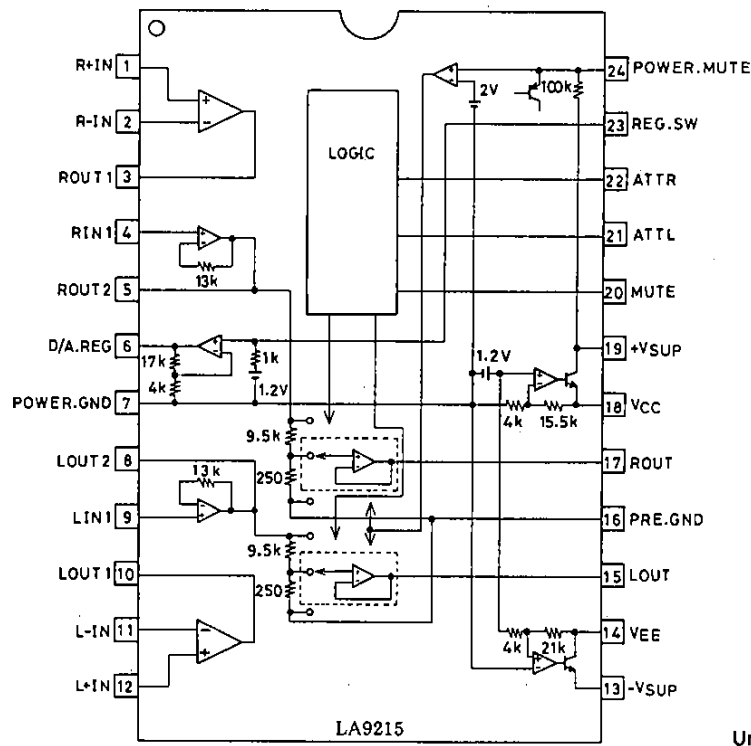 R+IN 1
R-IN 2
ROUT1 3
RIN1 4
ROUT2 5
D/A.REG 6
POWER.GND 7
LOUT2 8
LIN1 9
LOUT1 10
L-IN 11
L+IN 12
24 POWER.MUTE
23 REG.SW
22 ATTR
21 ATTL
20 MUTE
19 +VSUP
18 VCC
17 ROUT
16 PRE.GND
15 LOUT
14 VEE
13 -VSUP
LOGIC
2V
100k
+
-
+
-
13k
17k
4k
1k
1.2V
1.2V
4k
15.5k
9.5k
250
13k
9.5k
250
4k
21k
-
+
LA9215